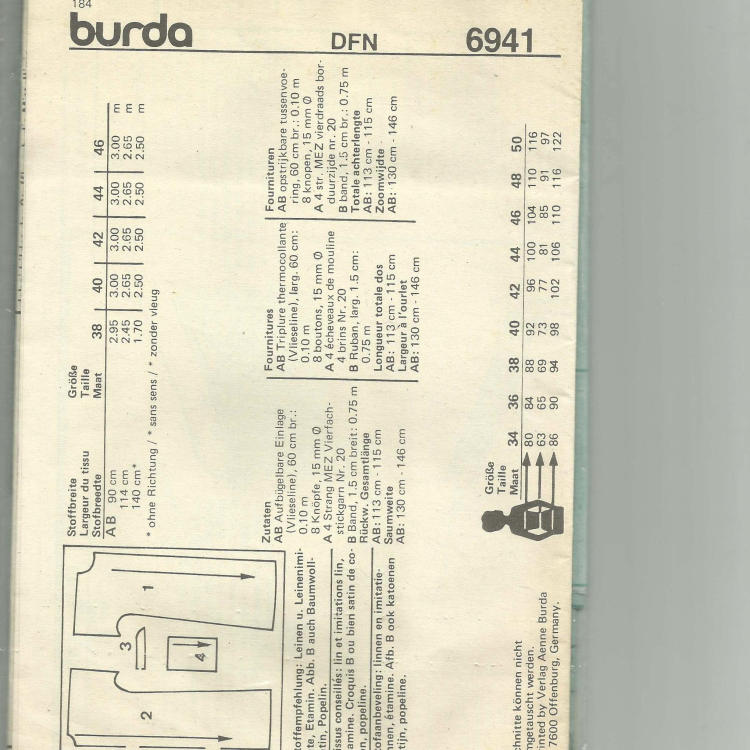 184
burda DFN 6941
Größe
Taille
Maat 38 40 42 44 46
Stoffbreite
Largeur du tissu
Stofbreedte
A B 90 cm 2.95 3.00 3.00 3.00 3.00 m
114 cm 2.45 2.65 2.65 2.65 2.65 m
140 cm* 1.70 2.50 2.50 2.50 2.50 m
* ohne Richtung / * sans sens / * zonder vleug
1
2
3
4
Zutaten
AB Aufbügelbare Einlage
(Vlieseline), 60 cm br.:
0.10 m
8 Knöpfe, 15 mm Ø
A 4 Strang MEZ Vierfach-
stickgarn Nr. 20
B Band, 1.5 cm breit: 0.75 m
Rückw. Gesamtlänge
AB: 113 cm - 115 cm
Saumweite
AB: 130 cm - 146 cm
Fournitures
AB Triplure thermocollante
(Vlieseline), larg. 60 cm:
0.10 m
8 boutons, 15 mm Ø
A 4 écheveaux de mouline
4 brins Nr. 20
B Ruban, larg. 1.5 cm:
0.75 m
Longueur totale dos
AB: 113 cm - 115 cm
Largeur à l'ourlet
AB: 130 cm - 146 cm
Fournituren
AB opstrijkbare tussenvoe-
ring, 60 cm br.: 0.10 m
8 knopen, 15 mm Ø
A 4 str. MEZ vierdraads bor-
duurzijde nr. 20
B band, 1.5 cm br.: 0.75 m
Totale achterlengte
AB: 113 cm - 115 cm
Zoomwijdte
AB: 130 cm - 146 cm
toffempfehlung: Leinen u. Leinenimi-
te, Etamin. Abb. B auch Baumwoll-
tin, Popelin.
issus conseillés: lin et imitations lin,
amine. Croquis B ou bien satin de co-
n, popeline.
ofaanbeveling: linnen en imitatie-
nnen, étamine. Afb. B ook katoenen
tijn, popeline.
Größe
Taille
Maat 34 36 38 40 42 44 46 48 50
80 84 88 92 96 100 104 110 116
63 65 69 73 77 81 85 91 97
86 90 94 98 102 106 110 116 122
chnitte können nicht
ngetauscht werden.
inted by Verlag Aenne Burda
7600 Offenburg, Germany.